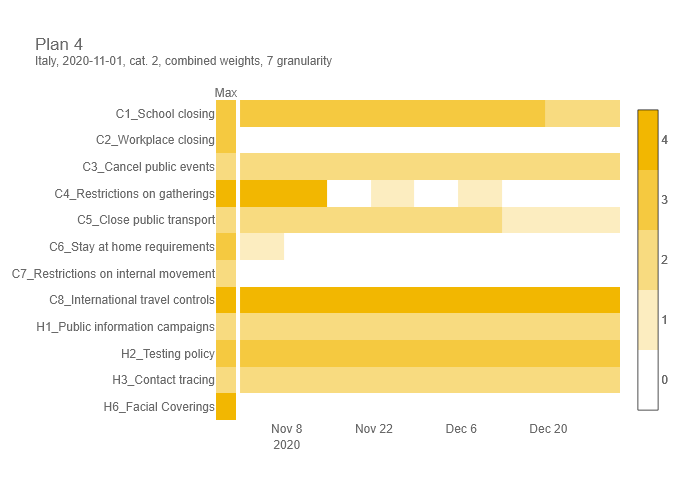 Plan 4
Italy, 2020-11-01, cat. 2, combined weights, 7 granularity
Max
C1_School closing
C2_Workplace closing
C3_Cancel public events
C4_Restrictions on gatherings
C5_Close public transport
C6_Stay at home requirements
C7_Restrictions on internal movement
C8_International travel controls
H1_Public information campaigns
H2_Testing policy
H3_Contact tracing
H6_Facial Coverings
Nov 8 Nov 22 Dec 6 Dec 20
2020
4
3
2
1
0